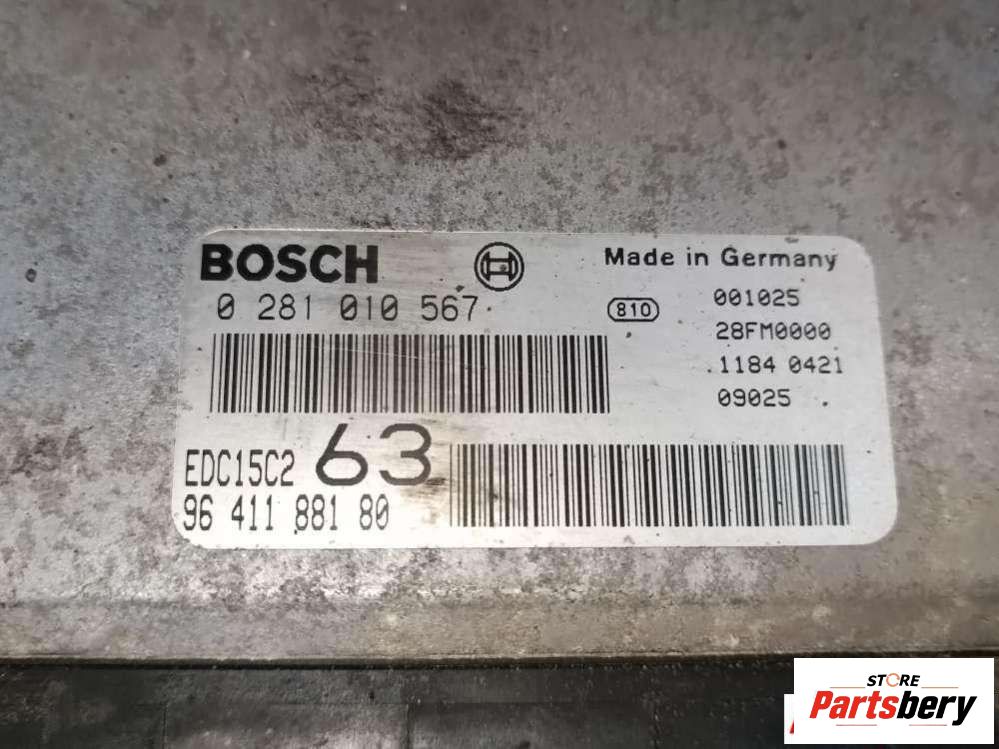 BOSCH
Made in Germany
0 281 010 567
810
001025
28FM0000
1184 0421
09025
EDC15C2 63
96 411 881 80
STORE
Partsbery